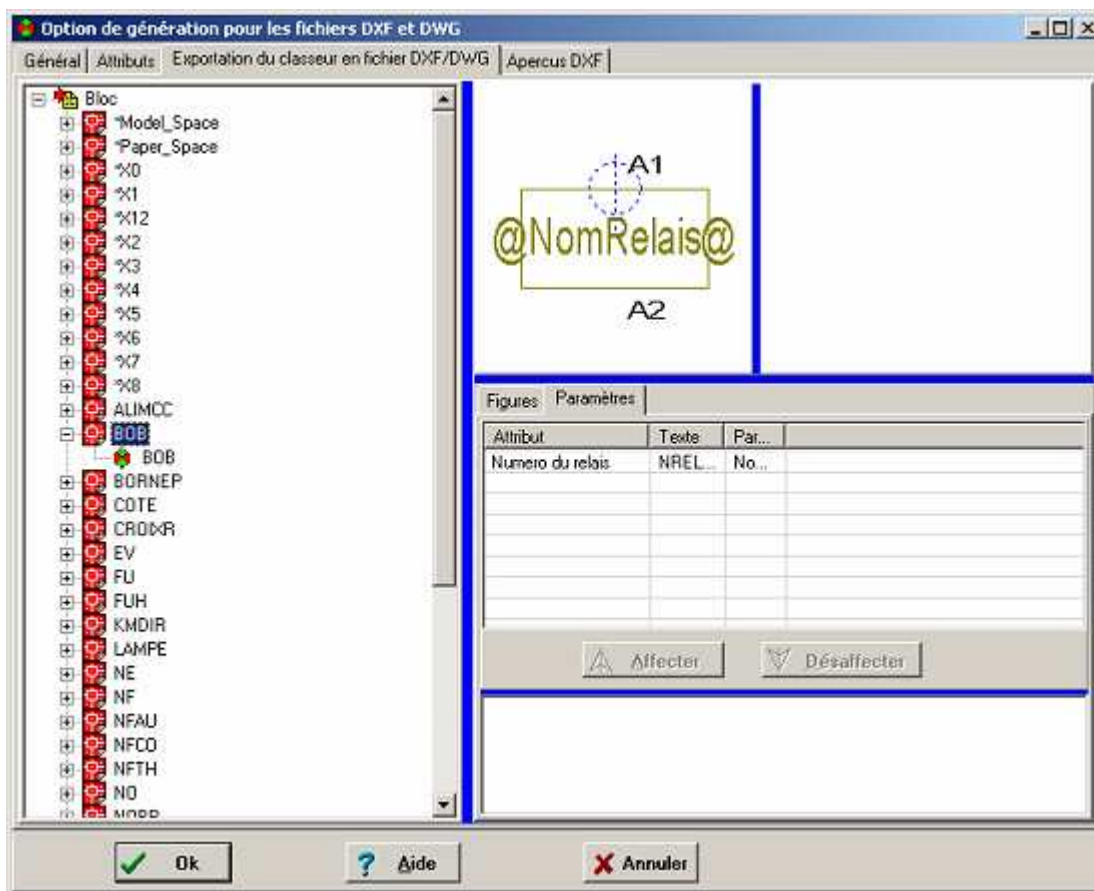 Option de génération pour les fichiers DXF et DWG
Général Attributs Exportation du classeur en fichier DXF/DWG Apercus DXF
Bloc
*Model_Space
*Paper_Space
*X0
*X1
*X12
*X2
*X3
*X4
*X5
*X6
*X7
*X8
ALIMCC
BOB
BOB
BORNEP
COTE
CROIXR
EV
FU
FUH
KMDIR
LAMPE
NE
NF
NFAU
NFCO
NFTH
NO
A1
@NomRelais@
A2
Figures Paramètres
Attribut Texte Par...
Numero du relais NREL... No...
Affecter Désaffecter
Ok Aide Annuler